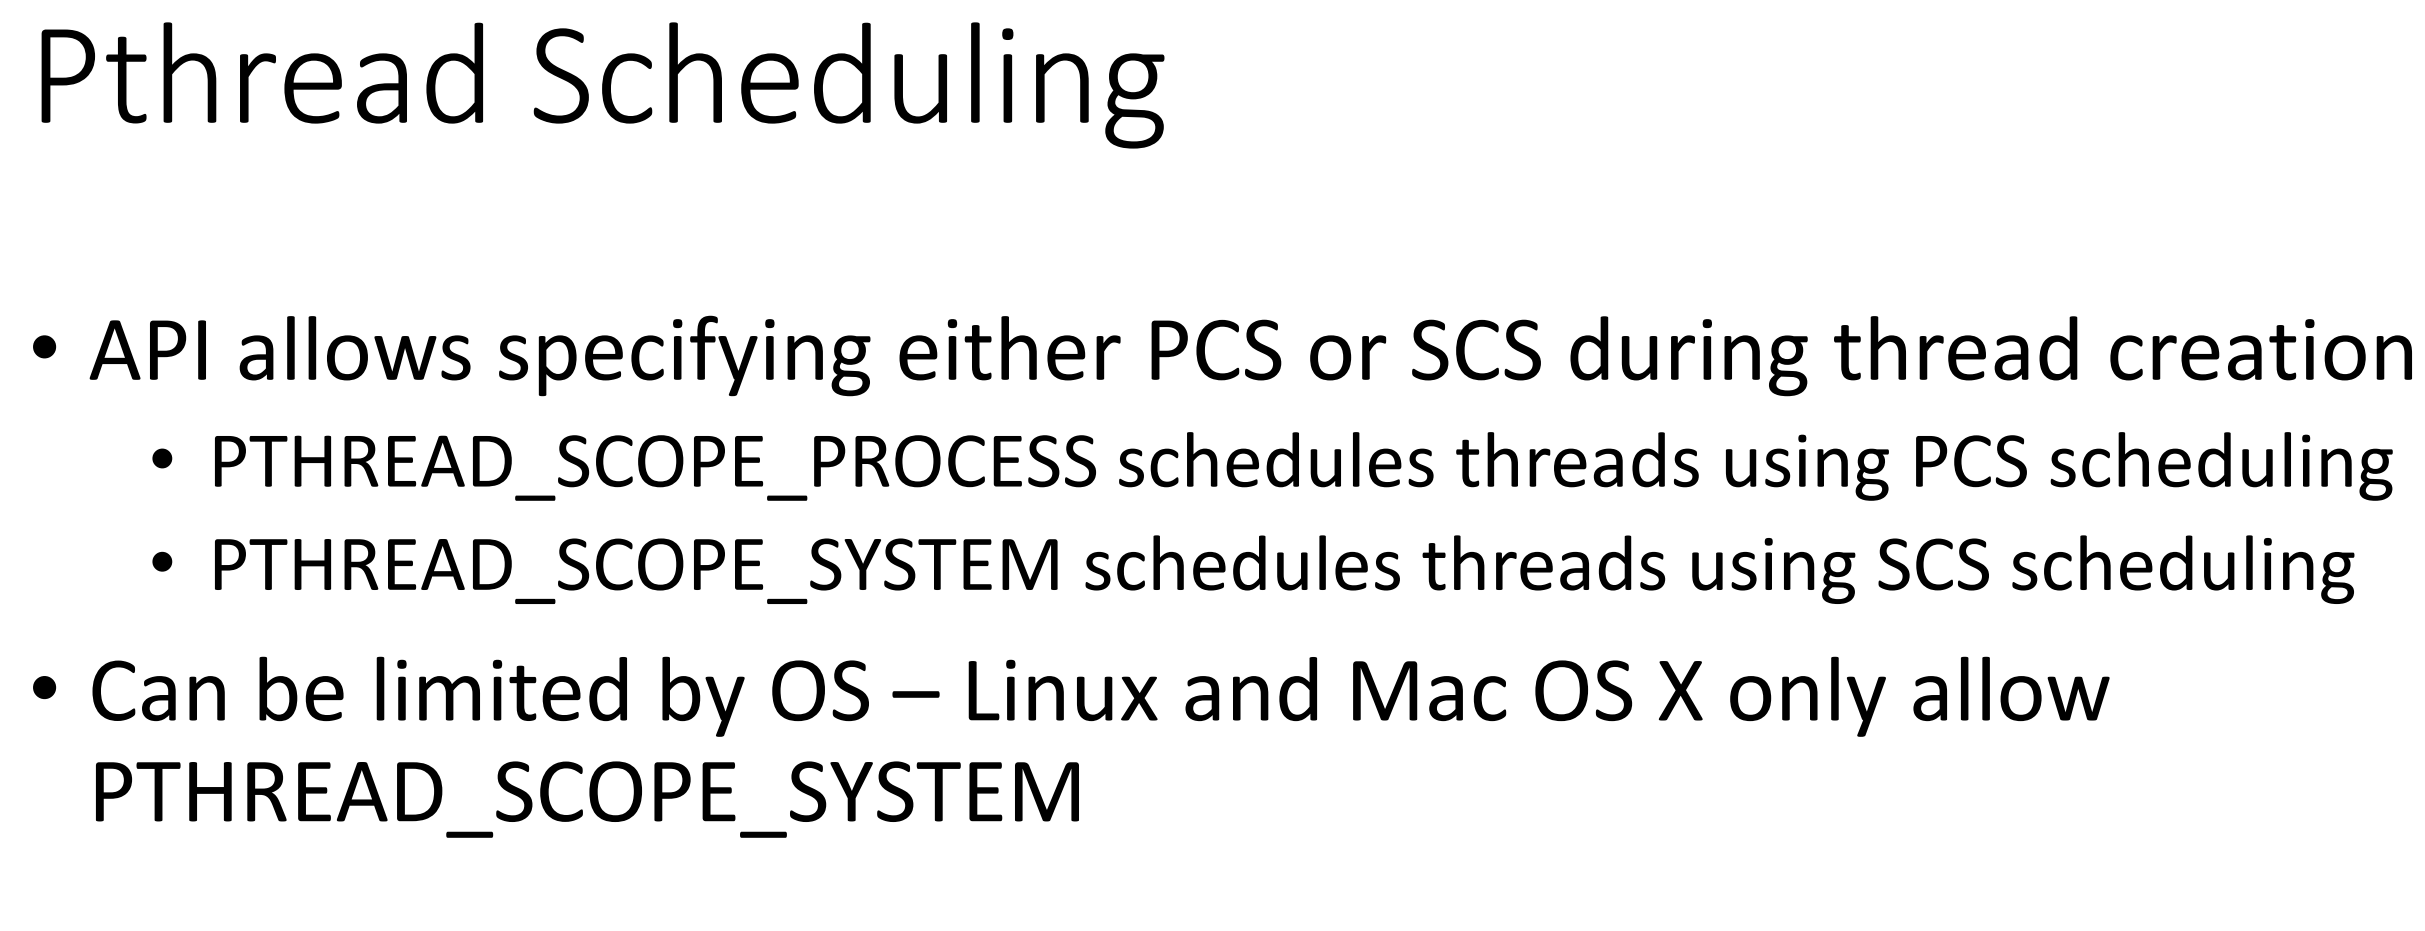 Pthread Scheduling
• API allows specifying either PCS or SCS during thread creation
• PTHREAD_SCOPE_PROCESS schedules threads using PCS scheduling
• PTHREAD_SCOPE_SYSTEM schedules threads using SCS scheduling
• Can be limited by OS – Linux and Mac OS X only allow
PTHREAD_SCOPE_SYSTEM